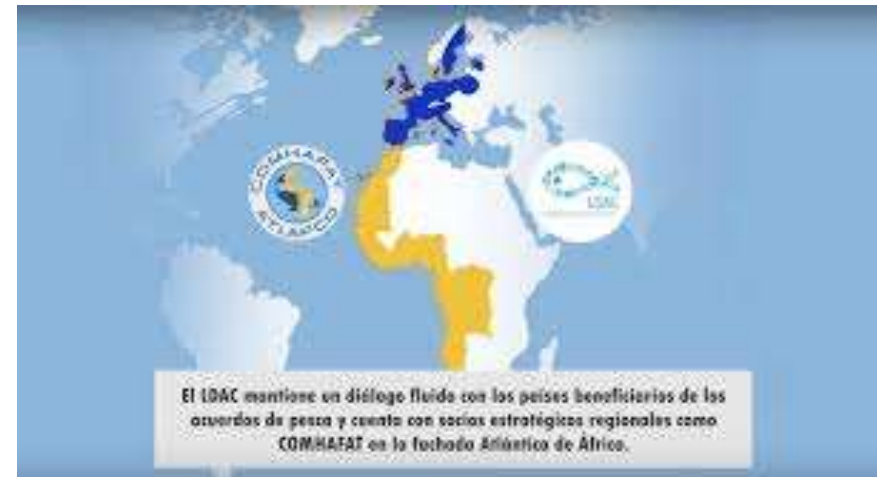 COMHAFAT
ATLAFCO
LDAC
El LDAC mantiene un diálogo fluido con los países beneficiarios de los
acuerdos de pesca y cuenta con socios estratégicos regionales como
COMHAFAT en la fachada Atlántica de África.